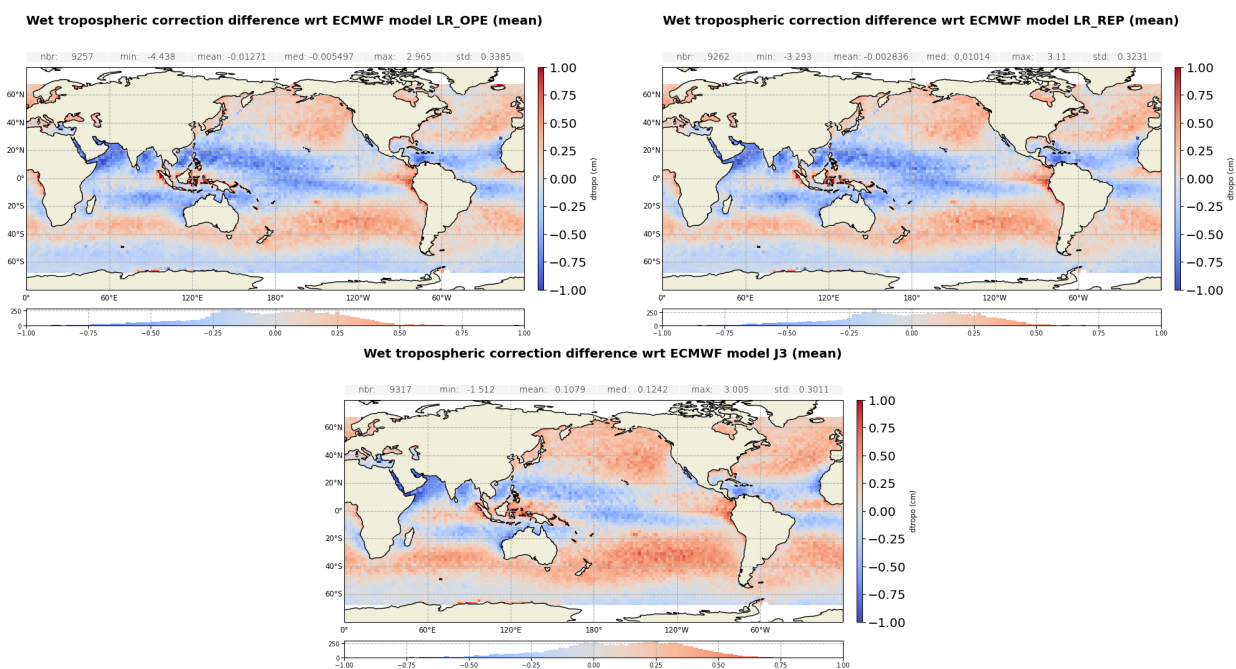 Wet tropospheric correction difference wrt ECMWF model LR_OPE (mean)
nbr: 9257 min: -4.438 mean: -0.01271 med: -0.005497 max: 2.965 std: 0.3385
1.00
0.75
0.50
0.25
0.00
−0.25
−0.50
−0.75
−1.00
dtropo (cm)
60°N
40°N
20°N
0°
20°S
40°S
60°S
0° 60°E 120°E 180° 120°W 60°W
250
0
−1.00 −0.75 −0.50 −0.25 0.00 0.25 0.50 0.75 1.00
Wet tropospheric correction difference wrt ECMWF model LR_REP (mean)
nbr: 9262 min: -3.293 mean: -0.002836 med: 0.01014 max: 3.11 std: 0.3231
1.00
0.75
0.50
0.25
0.00
−0.25
−0.50
−0.75
−1.00
dtropo (cm)
60°N
40°N
20°N
0°
20°S
40°S
60°S
0° 60°E 120°E 180° 120°W 60°W
250
0
−1.00 −0.75 −0.50 −0.25 0.00 0.25 0.50 0.75 1.00
Wet tropospheric correction difference wrt ECMWF model J3 (mean)
nbr: 9317 min: -1.512 mean: 0.1079 med: 0.1242 max: 3.005 std: 0.3011
1.00
0.75
0.50
0.25
0.00
−0.25
−0.50
−0.75
−1.00
dtropo (cm)
60°N
40°N
20°N
0°
20°S
40°S
60°S
0° 60°E 120°E 180° 120°W 60°W
250
0
−1.00 −0.75 −0.50 −0.25 0.00 0.25 0.50 0.75 1.00